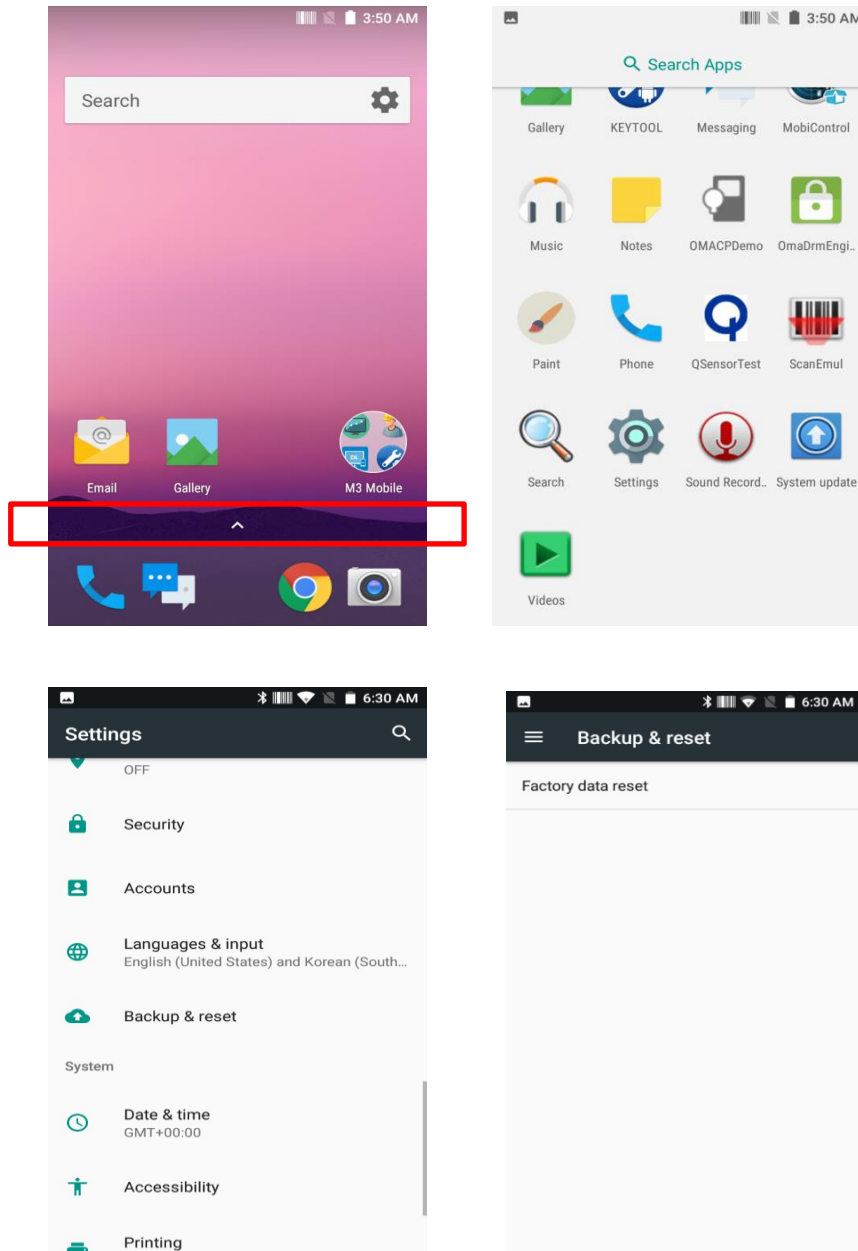 3:50 AM
Search
Email Gallery M3 Mobile
3:50 AM
Search Apps
Gallery KEYTOOL Messaging MobiControl
Music Notes OMACPDemo OmaDrmEngi..
Paint Phone QSensorTest ScanEmul
Search Settings Sound Record.. System update
Videos
6:30 AM
Settings
OFF
Security
Accounts
Languages & input
English (United States) and Korean (South...
Backup & reset
System
Date & time
GMT+00:00
Accessibility
Printing
6:30 AM
Backup & reset
Factory data reset